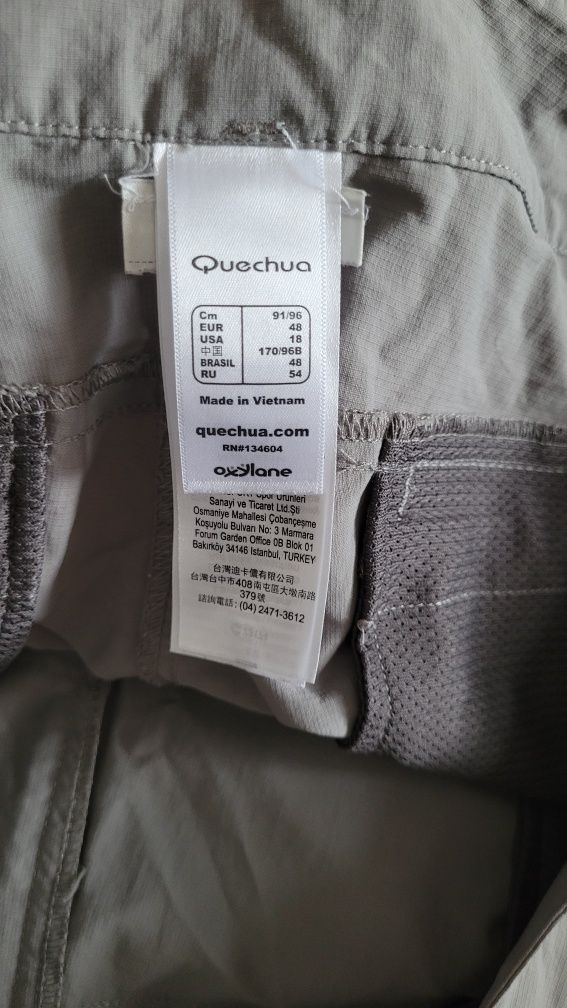 Quechua
Cm 91/96
EUR 48
USA 18
中国 170/96B
BRASIL 48
RU 54
Made in Vietnam
quechua.com
RN#134604
oxylane
Spor Ürünleri
Sanayi ve Ticaret Ltd.Şti
Osmaniye Mahallesi Çobançeşme
Koşuyolu Bulvarı No: 3 Marmara
Forum Garden Office 0B Blok 01
Bakırköy 34146 Istanbul, TURKEY
台灣迪卡儂有限公司
台灣台中市408南屯區大墩南路
379號
諮詢電話: (04) 2471-3612